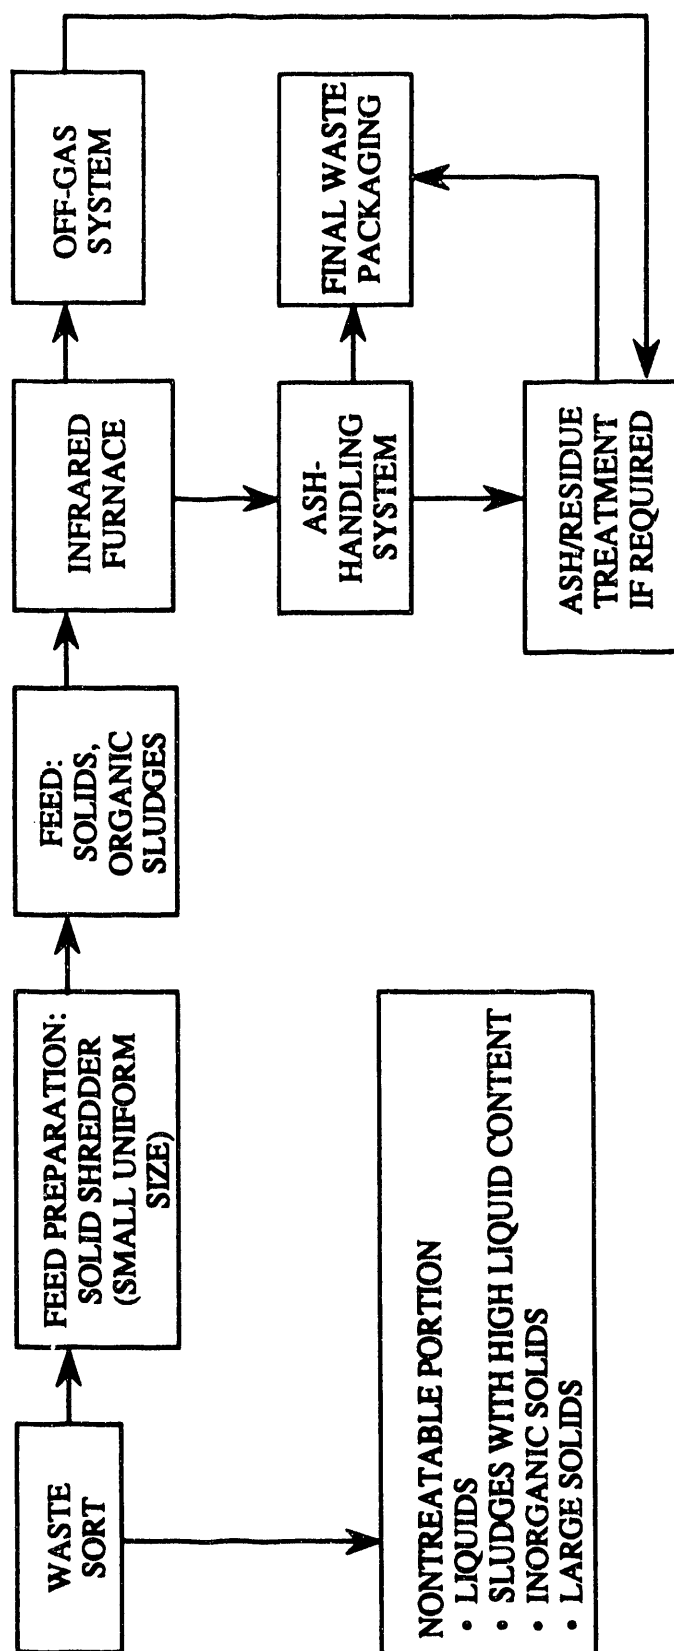 WASTE
SORT
FEED PREPARATION:
SOLID SHREDDER
(SMALL UNIFORM
SIZE)
FEED:
SOLIDS,
ORGANIC
SLUDGES
INFRARED
FURNACE
OFF-GAS
SYSTEM
ASH-
HANDLING
SYSTEM
FINAL WASTE
PACKAGING
ASH/RESIDUE
TREATMENT
IF REQUIRED
NONTREATABLE PORTION
• LIQUIDS
• SLUDGES WITH HIGH LIQUID CONTENT
• INORGANIC SOLIDS
• LARGE SOLIDS